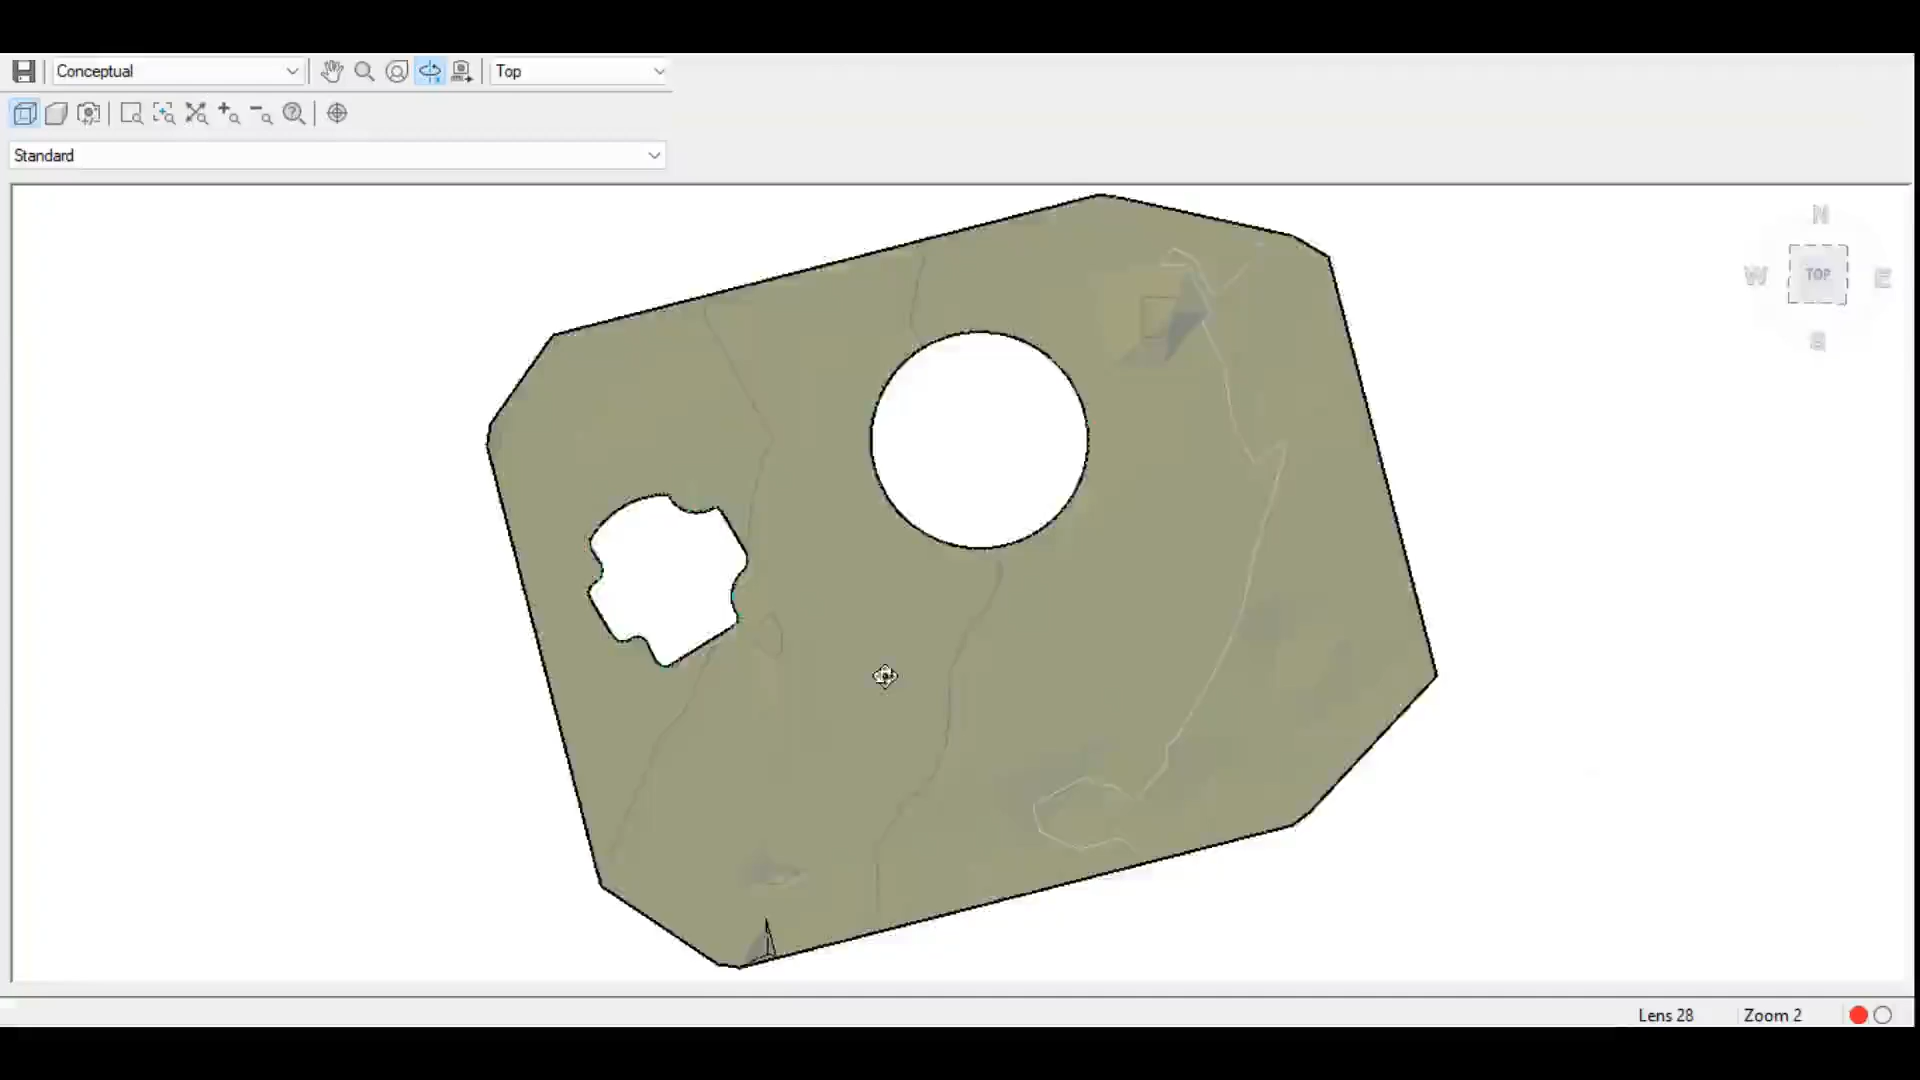 Conceptual
Top
Standard
N
W TOP E
S
Lens 28 Zoom 2